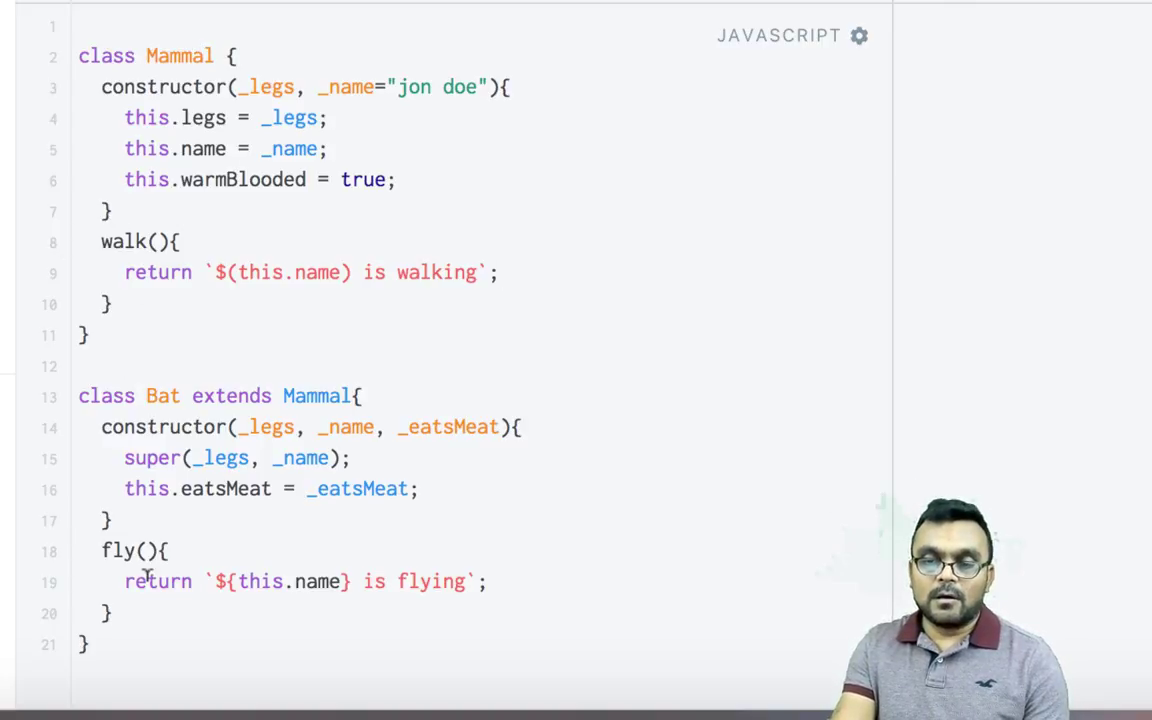 JAVASCRIPT
1
2 class Mammal {
3 constructor(_legs, _name="jon doe"){
4 this.legs = _legs;
5 this.name = _name;
6 this.warmBlooded = true;
7 }
8 walk(){
9 return `$(this.name) is walking`;
10 }
11 }
12
13 class Bat extends Mammal{
14 constructor(_legs, _name, _eatsMeat){
15 super(_legs, _name);
16 this.eatsMeat = _eatsMeat;
17 }
18 fly(){
19 return `${this.name} is flying`;
20 }
21 }